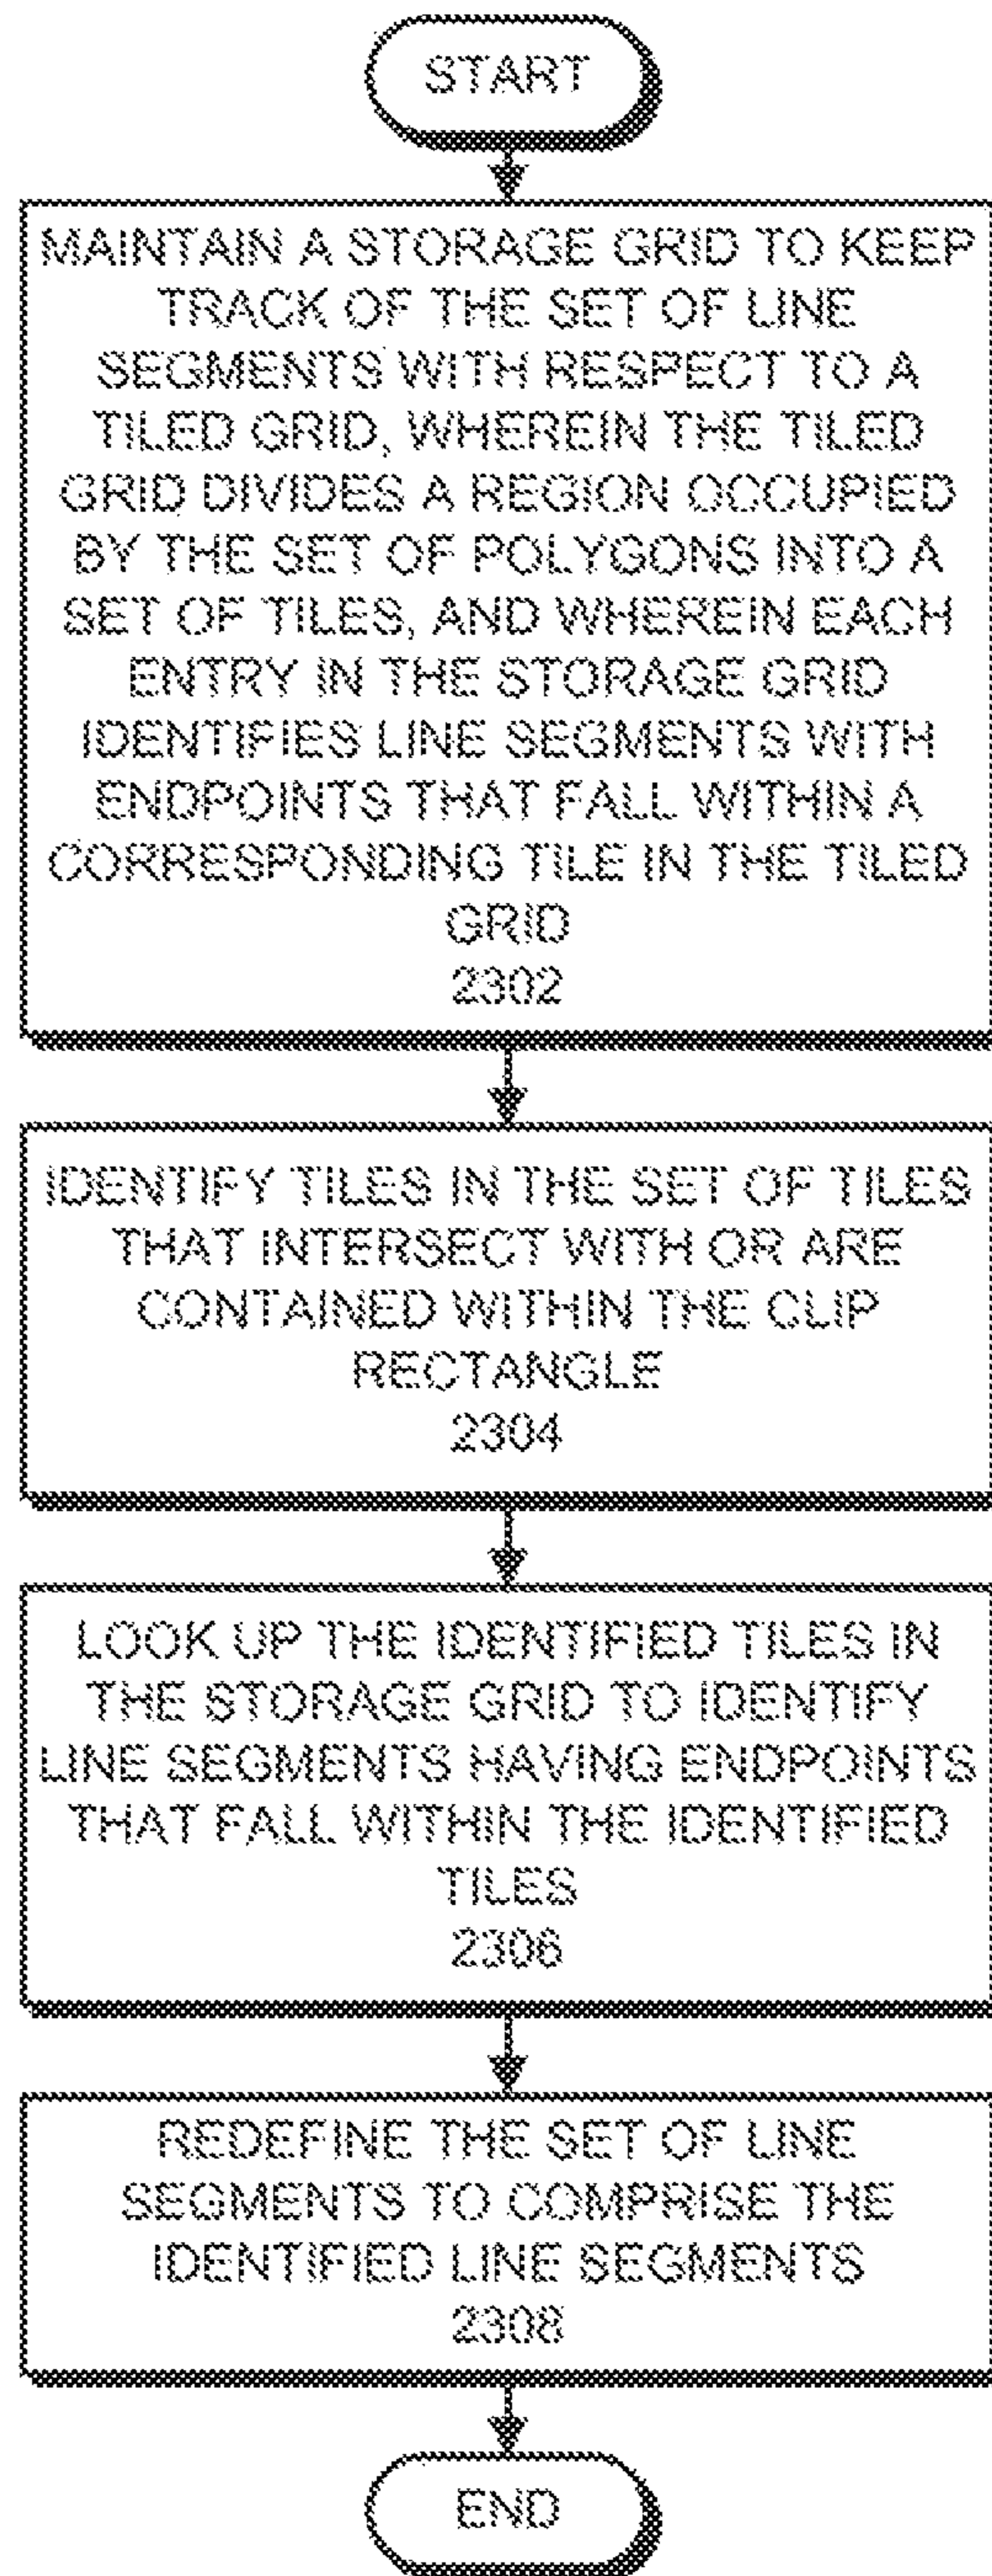 START
MAINTAIN A STORAGE GRID TO KEEP
TRACK OF THE SET OF LINE
SEGMENTS WITH RESPECT TO A
TILED GRID, WHEREIN THE TILED
GRID DIVIDES A REGION OCCUPIED
BY THE SET OF POLYGONS INTO A
SET OF TILES, AND WHEREIN EACH
ENTRY IN THE STORAGE GRID
IDENTIFIES LINE SEGMENTS WITH
ENDPOINTS THAT FALL WITHIN A
CORRESPONDING TILE IN THE TILED
GRID
2302
IDENTIFY TILES IN THE SET OF TILES
THAT INTERSECT WITH OR ARE
CONTAINED WITHIN THE CLIP
RECTANGLE
2304
LOOK UP THE IDENTIFIED TILES IN
THE STORAGE GRID TO IDENTIFY
LINE SEGMENTS HAVING ENDPOINTS
THAT FALL WITHIN THE IDENTIFIED
TILES
2306
REDEFINE THE SET OF LINE
SEGMENTS TO COMPRISE THE
IDENTIFIED LINE SEGMENTS
2308
END